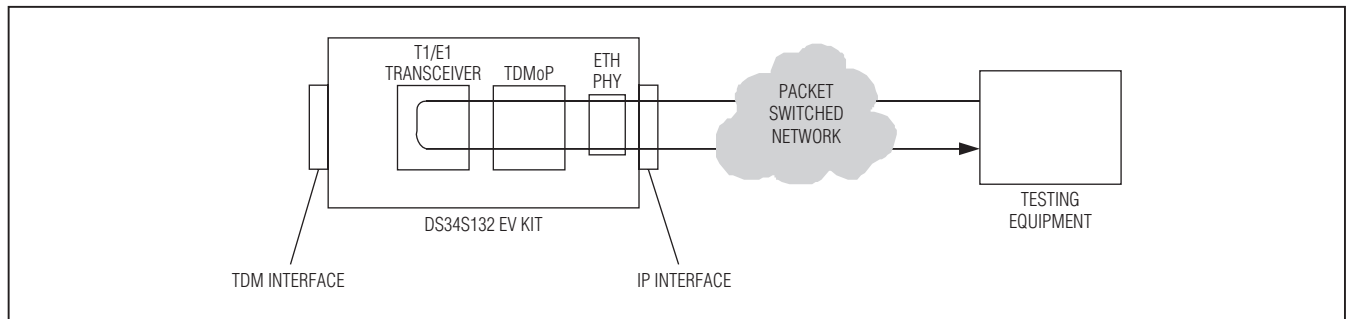 T1/E1
TRANSCEIVER
TDMoP
ETH
PHY
PACKET
SWITCHED
NETWORK
TESTING
EQUIPMENT
DS34S132 EV KIT
TDM INTERFACE
IP INTERFACE